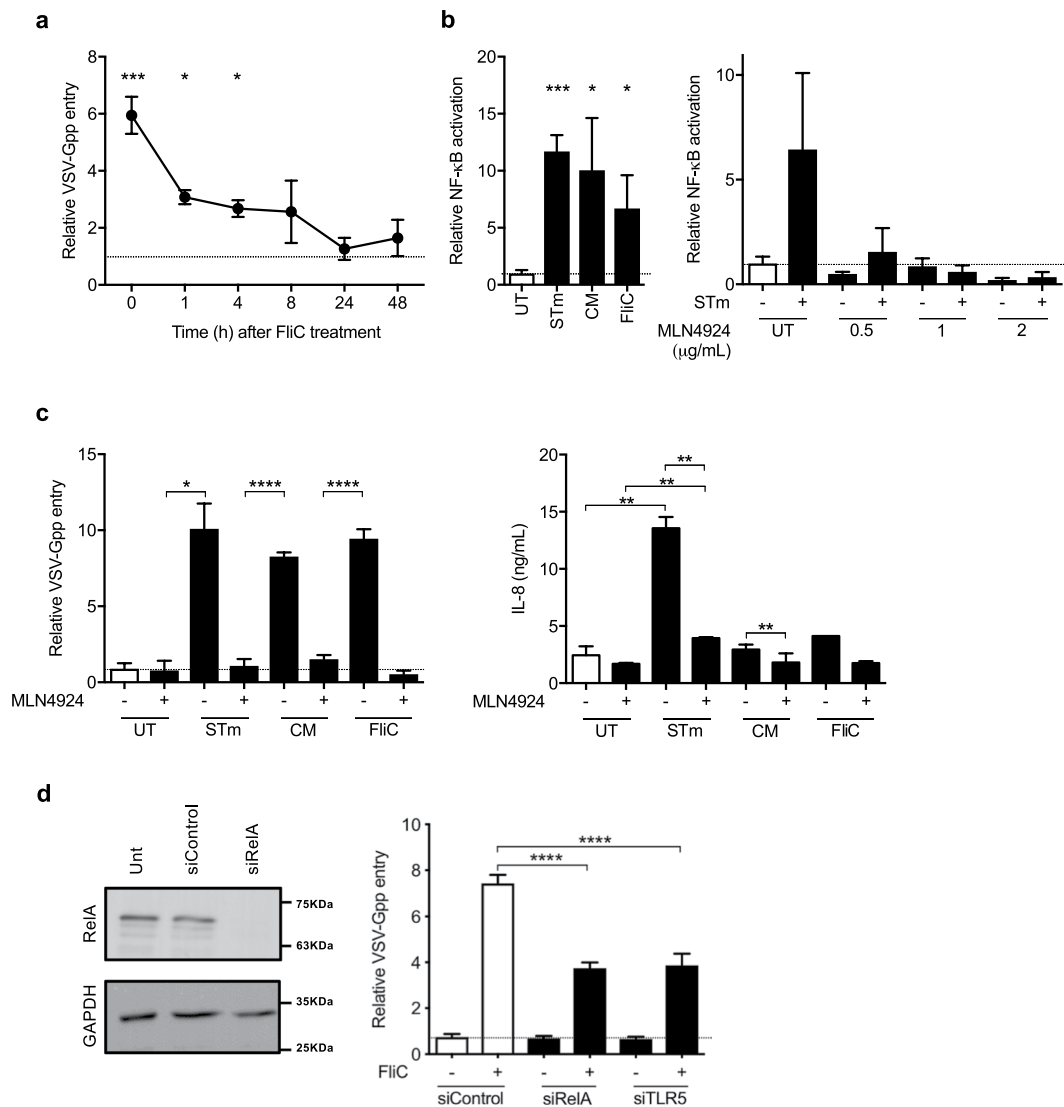 a
Relative VSV-Gpp entry
8
6
4
2
0
*** * *
0 1 4 8 24 48
Time (h) after FliC treatment
b
Relative NF-κB activation
20
15
10
5
0
*** * *
UT STm CM FliC
Relative NF-κB activation
10
5
0
STm - + - + - + - +
MLN4924 UT 0.5 1 2
(µg/mL)
c
Relative VSV-Gpp entry
15
10
5
0
* **** ****
MLN4924 - + - + - + - +
UT STm CM FliC
IL-8 (ng/mL)
20
15
10
5
0
**
**
**
**
MLN4924 - + - + - + - +
UT STm CM FliC
d
Unt siControl siRelA
RelA
75KDa
63KDa
GAPDH
35KDa
25KDa
Relative VSV-Gpp entry
10
8
6
4
2
0
****
****
FliC - + - + - +
siControl siRelA siTLR5